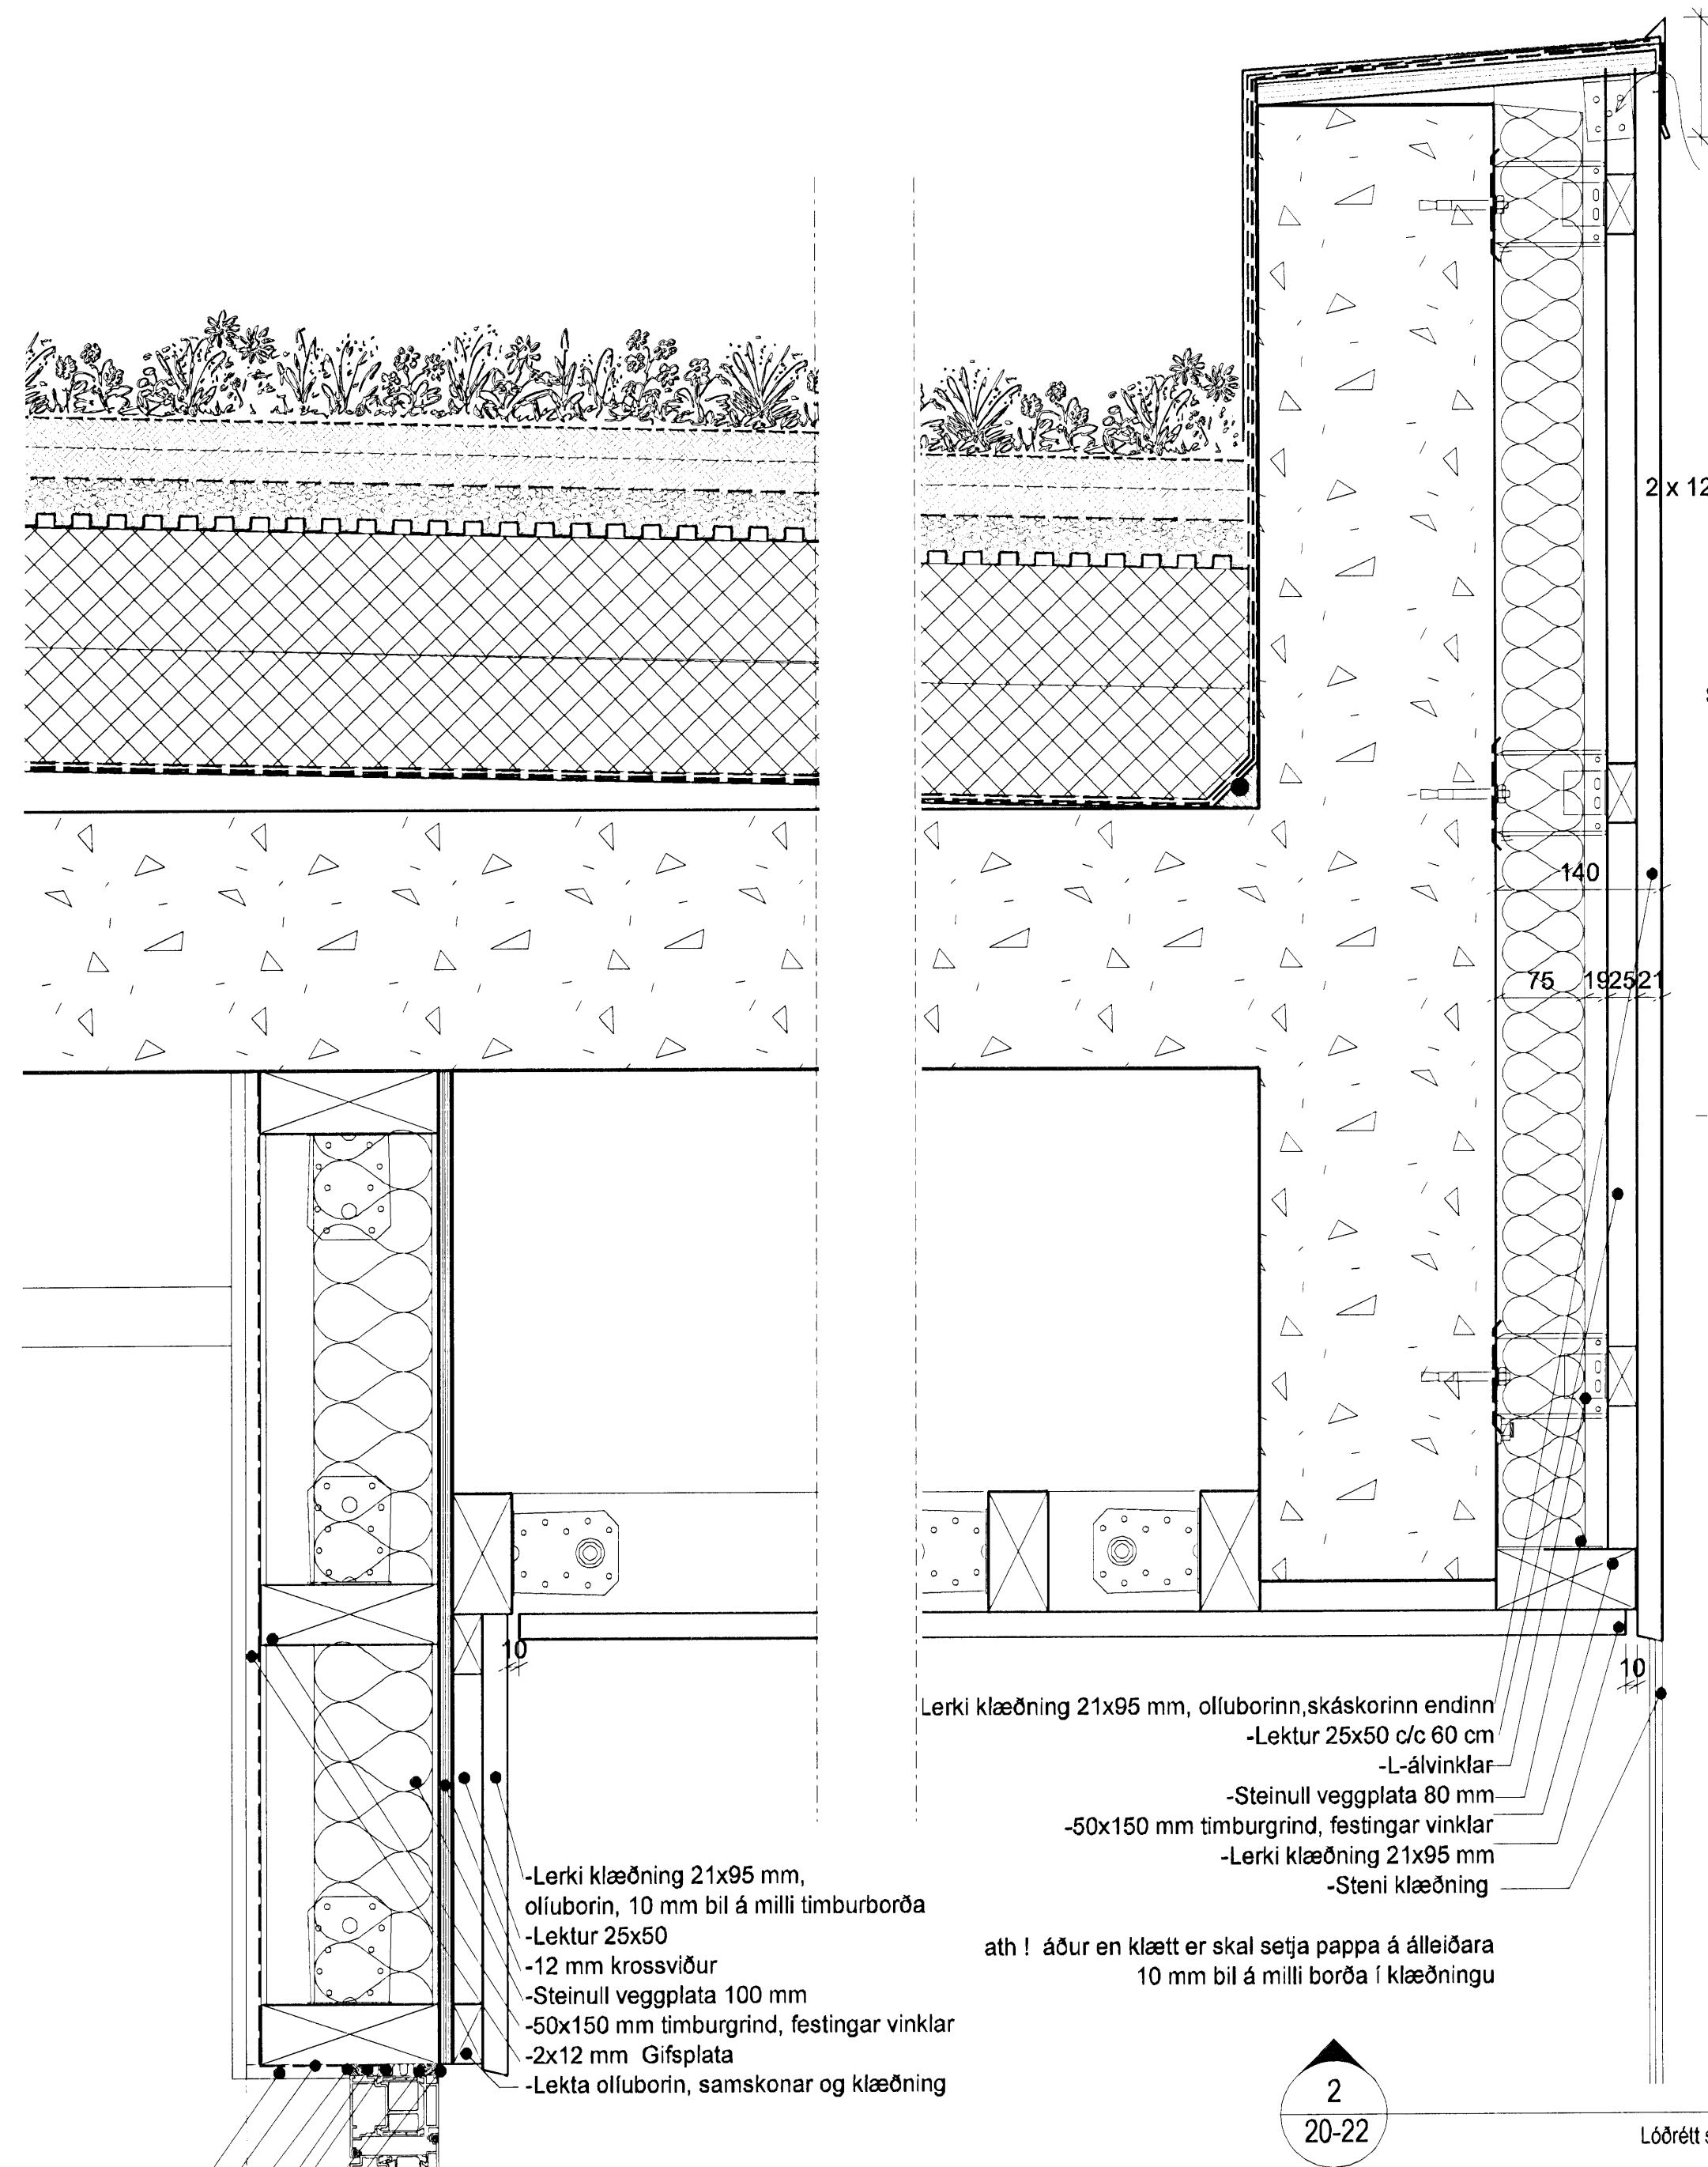 2 x 12
140
75
19
25
21
10
10
Lerki klæðning 21x95 mm, olíuborinn,skáskorinn endinn
-Lektur 25x50 c/c 60 cm
-L-álvinklar
-Steinull veggplata 80 mm
-50x150 mm timburgrind, festingar vinklar
-Lerki klæðning 21x95 mm
-Steni klæðning
ath ! áður en klætt er skal setja pappa á álleiðara
10 mm bil á milli borða í klæðningu
-Lerki klæðning 21x95 mm,
olíuborin, 10 mm bil á milli timburborða
-Lektur 25x50
-12 mm krossviður
-Steinull veggplata 100 mm
-50x150 mm timburgrind, festingar vinklar
-2x12 mm Gifsplata
-Lekta olíuborin, samskonar og klæðning
2
20-22
Lóðrétt